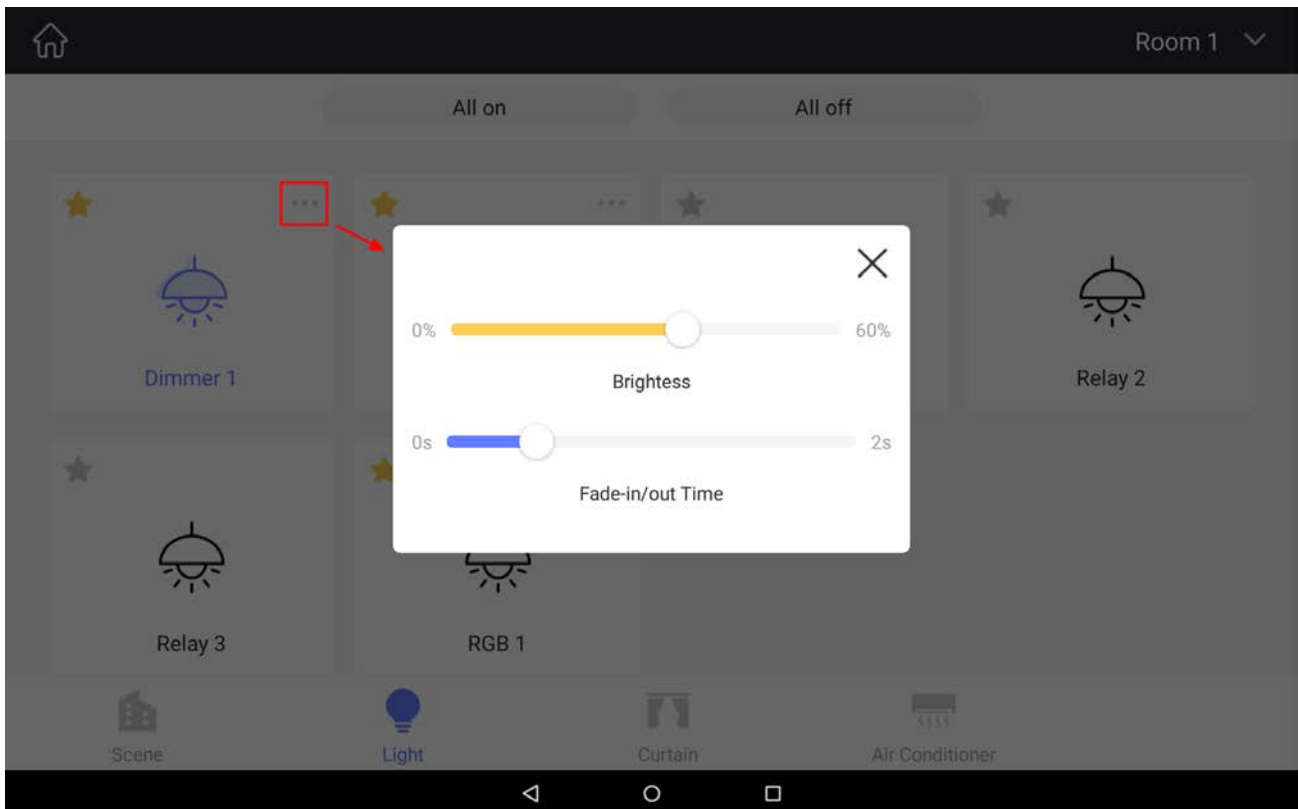 Room 1
All on All off
0% 60%
Brightess
0s 2s
Fade-in/out Time
Dimmer 1 Relay 2
Relay 3 RGB 1
Scene Light Curtain Air Conditioner